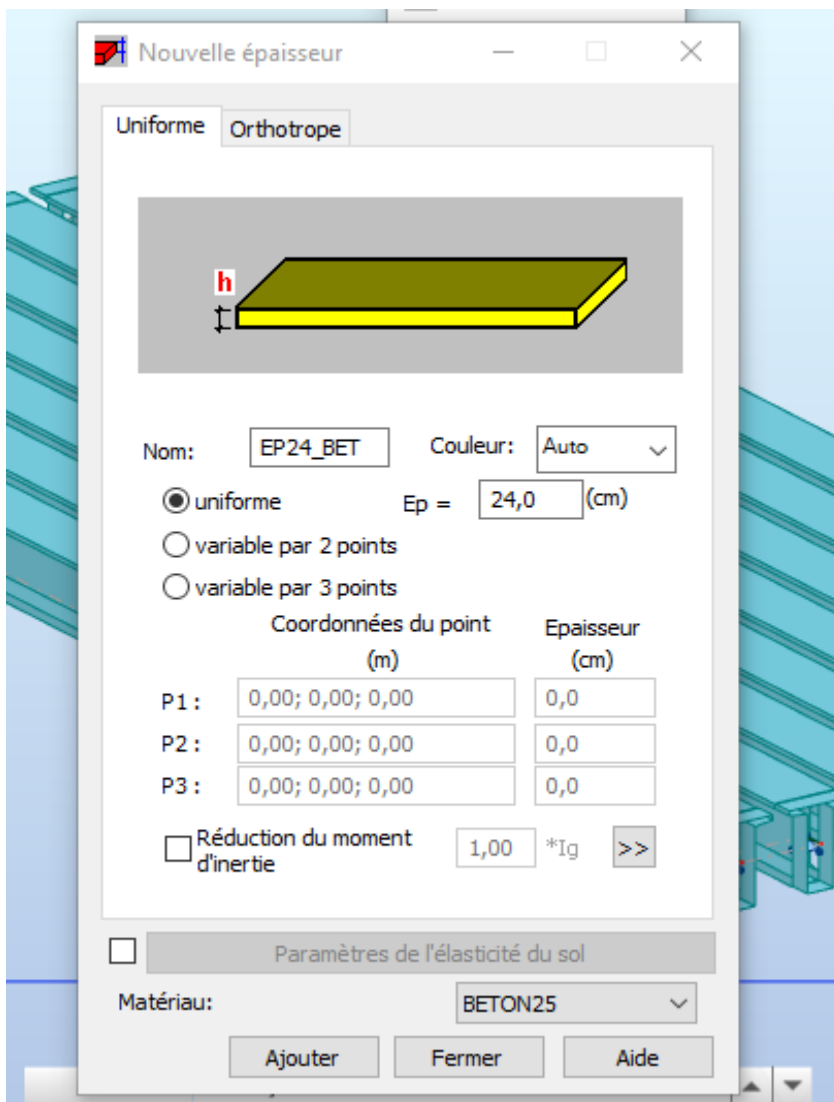 Nouvelle épaisseur
Uniforme Orthotrope
h
Nom: EP24_BET Couleur: Auto
uniforme Ep = 24,0 (cm)
variable par 2 points
variable par 3 points
Coordonnées du point Epaisseur
(m) (cm)
P1 : 0,00; 0,00; 0,00 0,0
P2 : 0,00; 0,00; 0,00 0,0
P3 : 0,00; 0,00; 0,00 0,0
Réduction du moment
d'inertie 1,00 *Ig >>
Paramètres de l'élasticité du sol
Matériau: BETON25
Ajouter Fermer Aide